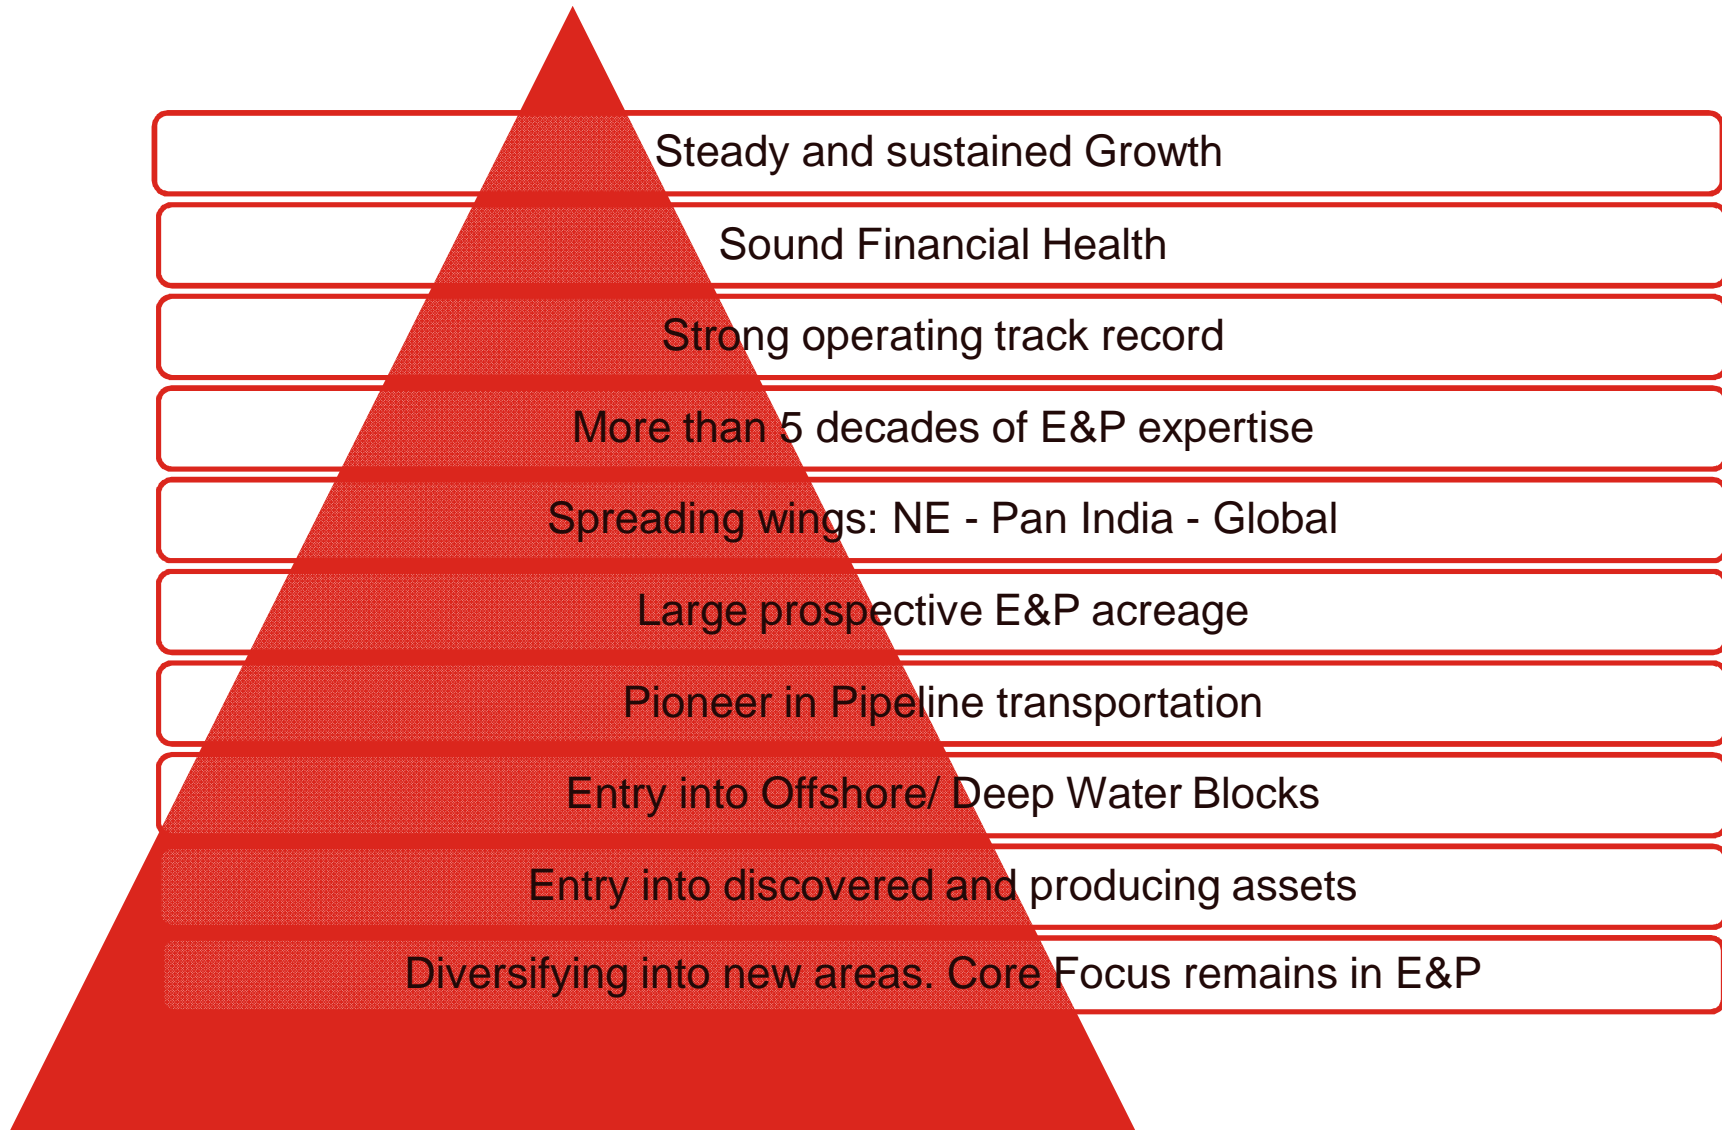 Steady and sustained Growth
Sound Financial Health
Strong operating track record
More than 5 decades of E&P expertise
Spreading wings: NE - Pan India - Global
Large prospective E&P acreage
Pioneer in Pipeline transportation
Entry into Offshore/ Deep Water Blocks
Entry into discovered and producing assets
Diversifying into new areas. Core Focus remains in E&P